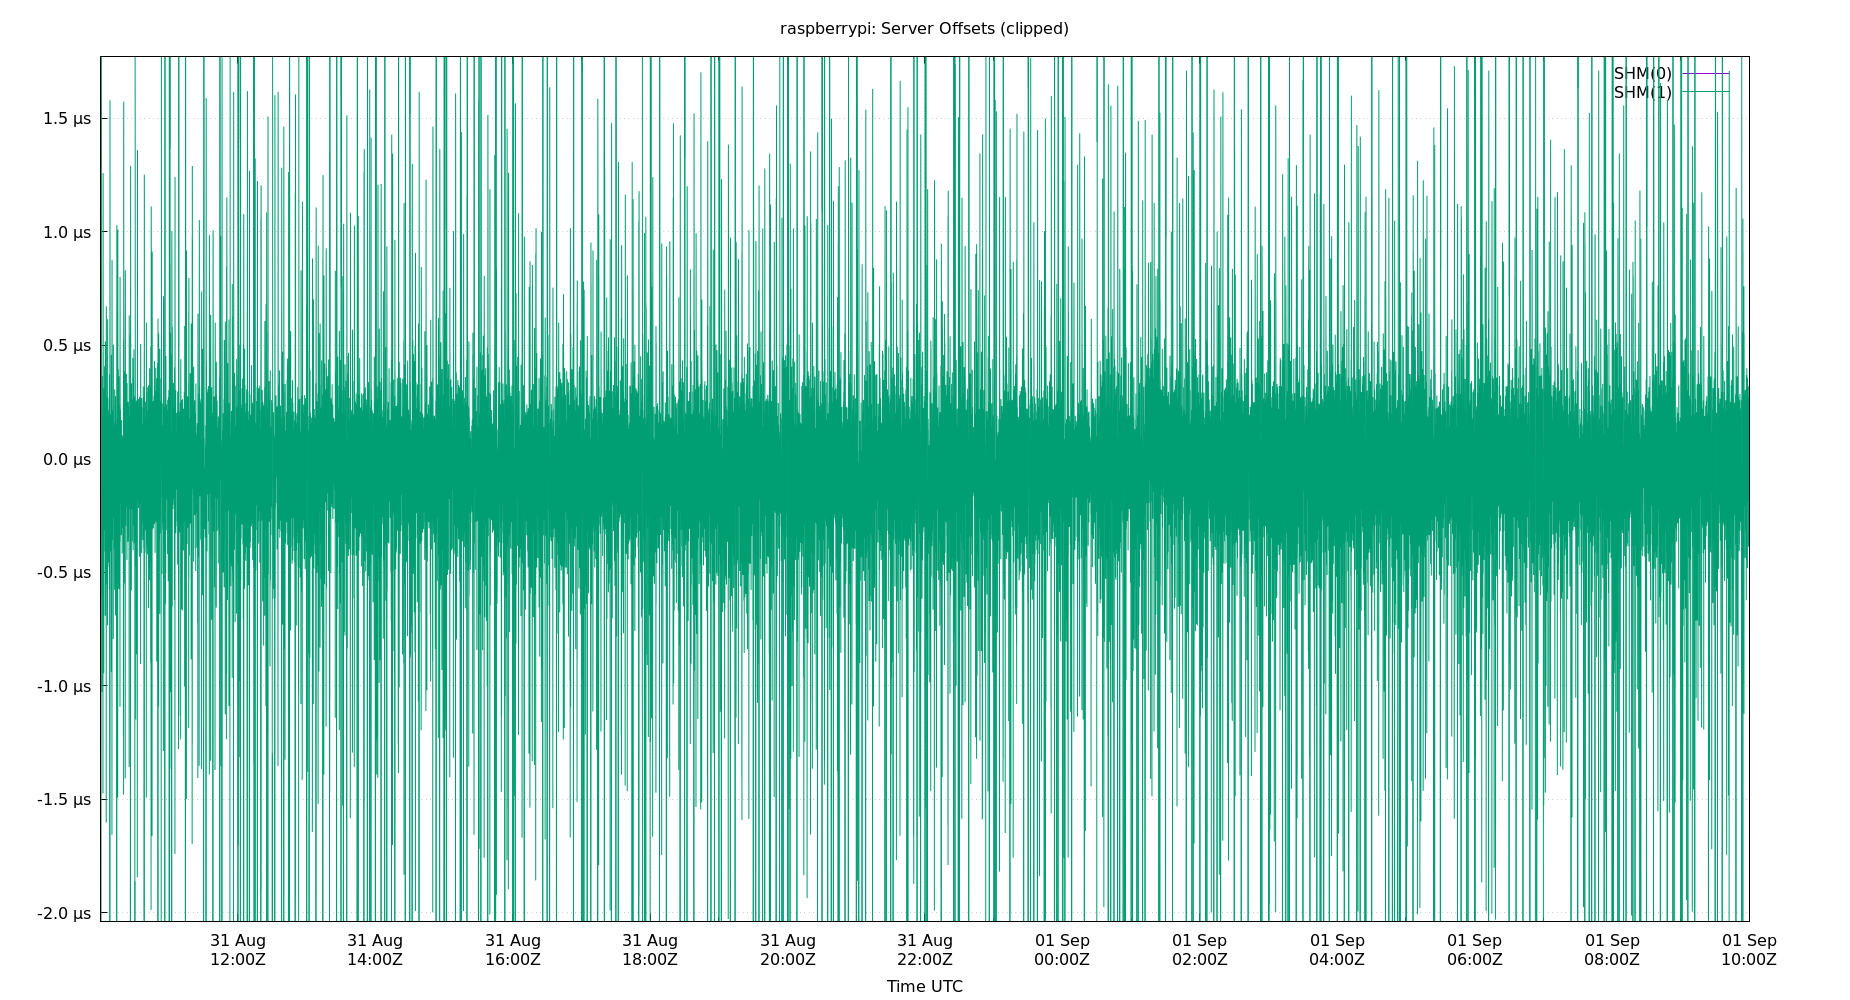 raspberrypi: Server Offsets (clipped)
SHM(0)
SHM(1)
1.5 µs
1.0 µs
0.5 µs
0.0 µs
-0.5 µs
-1.0 µs
-1.5 µs
-2.0 µs
31 Aug 31 Aug 31 Aug 31 Aug 31 Aug 31 Aug 01 Sep 01 Sep 01 Sep 01 Sep 01 Sep 01 Sep
12:00Z 14:00Z 16:00Z 18:00Z 20:00Z 22:00Z 00:00Z 02:00Z 04:00Z 06:00Z 08:00Z 10:00Z
Time UTC